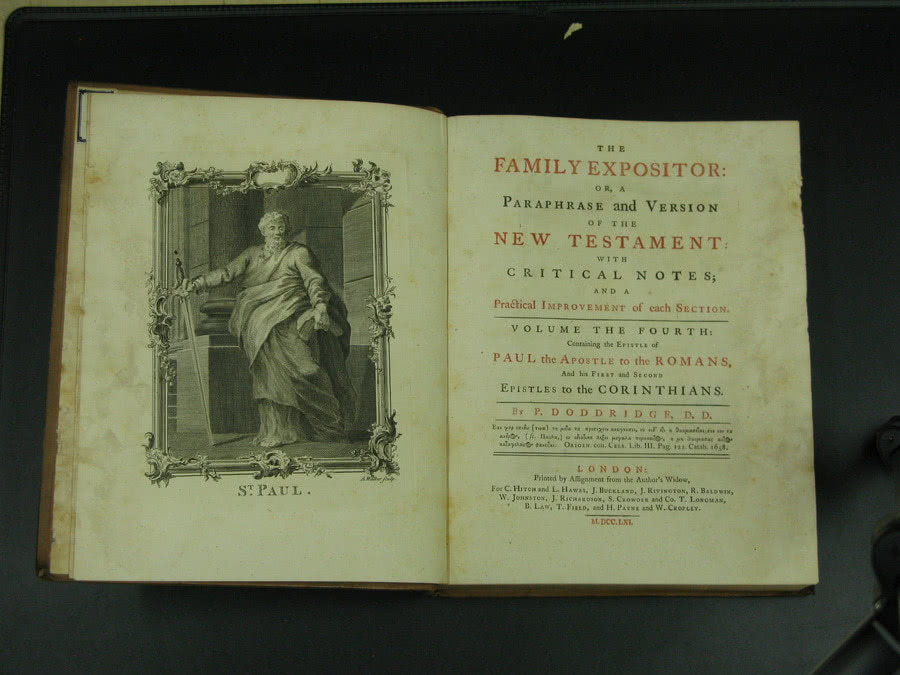 A. Walker sculp.
ST. PAUL.
THE
FAMILY EXPOSITOR:
OR, A
PARAPHRASE and VERSION
OF THE
NEW TESTAMENT:
WITH
CRITICAL NOTES;
AND A
Practical IMPROVEMENT of each SECTION.
VOLUME THE FOURTH:
Containing the EPISTLE of
PAUL the APOSTLE to the ROMANS,
And his FIRST and SECOND
EPISTLES to the CORINTHIANS.
By P. DODDRIDGE, D. D.
ORIGEN con. CELS. Lib. III. Pag. 122 Cantab. 1658.
LONDON:
Printed by Assignment from the Author's Widow,
For C. HITCH and L. HAWES, J. BUCKLAND, J. RIVINGTON, R. BALDWIN,
W. JOHNSTON, J. RICHARDSON, S. CROWDER and Co. T. LONGMAN,
B. LAW, T. FIELD, and H. PAYNE and W. CROPLEY.
M.DCC.LXI.